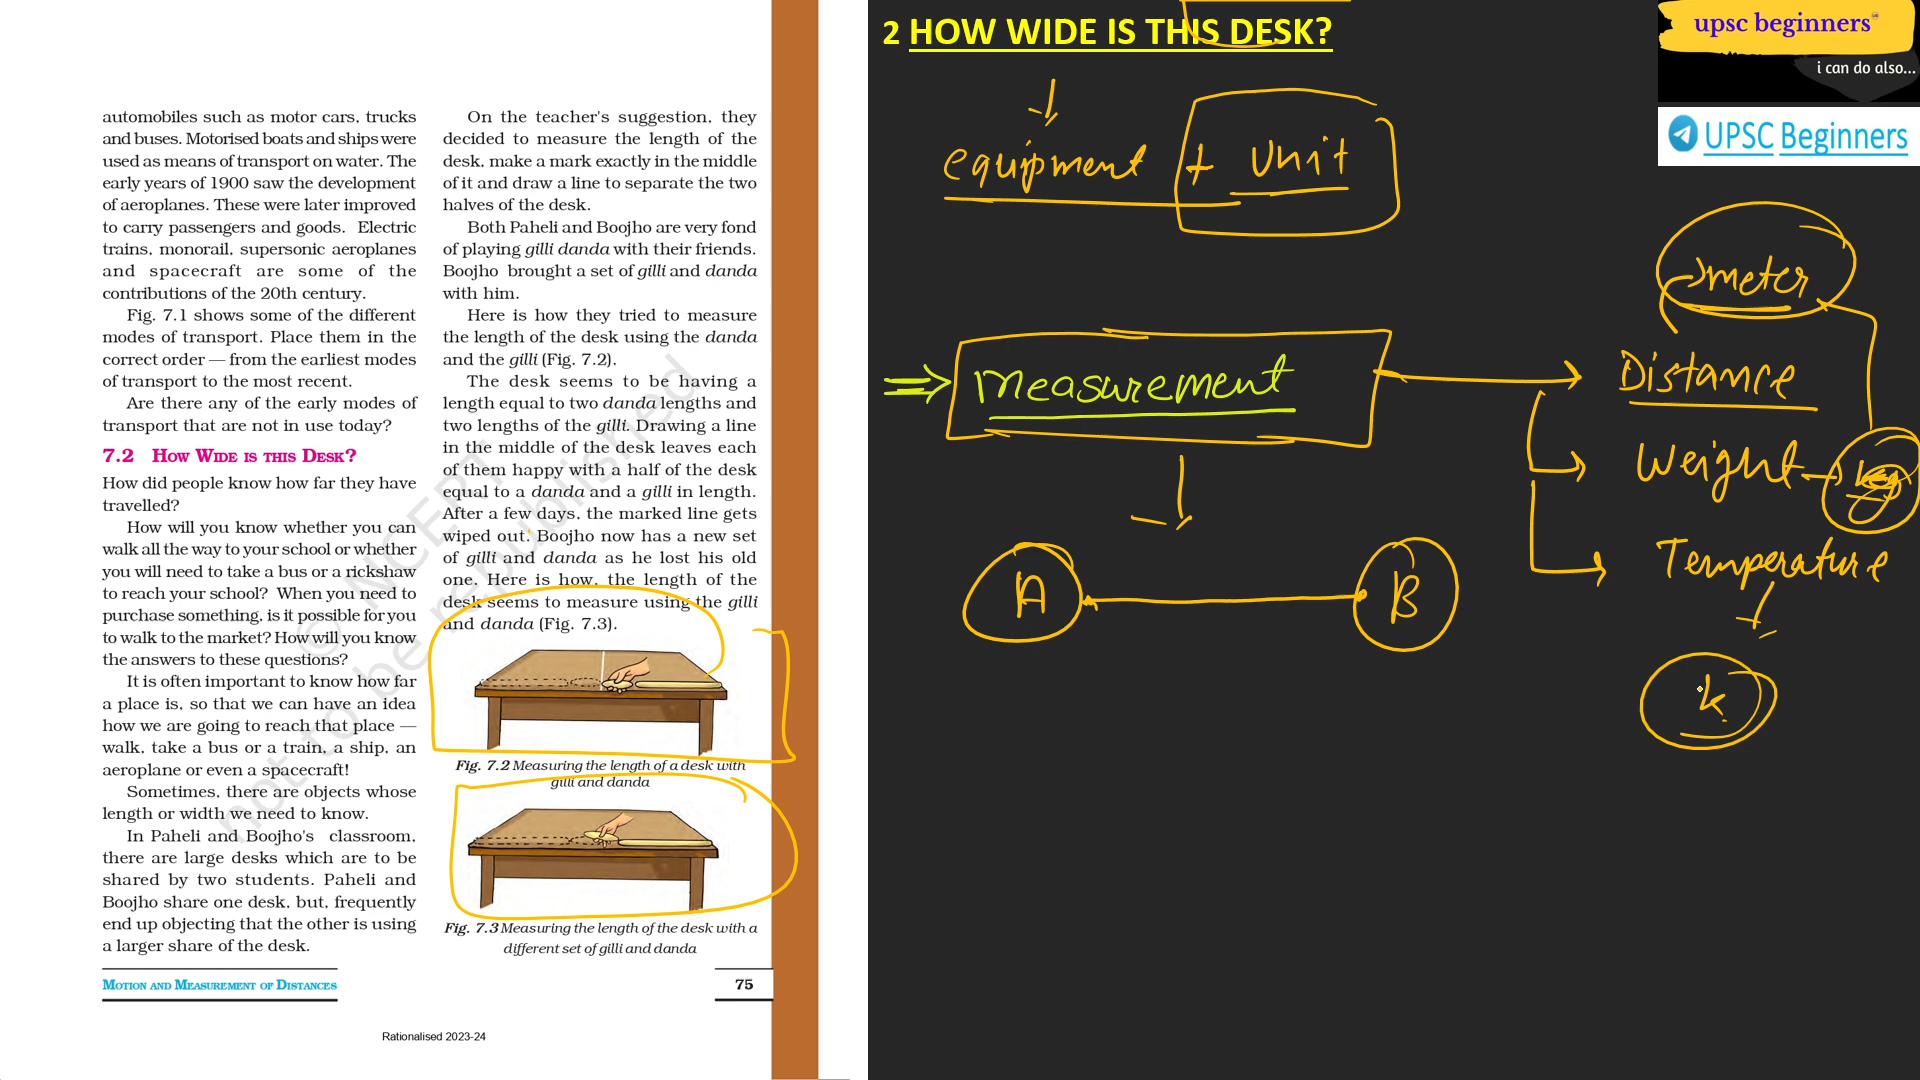 automobiles such as motor cars, trucks
and buses. Motorised boats and ships were
used as means of transport on water. The
early years of 1900 saw the development
of aeroplanes. These were later improved
to carry passengers and goods. Electric
trains, monorail, supersonic aeroplanes
and spacecraft are some of the
contributions of the 20th century.
Fig. 7.1 shows some of the different
modes of transport. Place them in the
correct order — from the earliest modes
of transport to the most recent.
Are there any of the early modes of
transport that are not in use today?
7.2 HOW WIDE IS THIS DESK?
How did people know how far they have
travelled?
How will you know whether you can
walk all the way to your school or whether
you will need to take a bus or a rickshaw
to reach your school? When you need to
purchase something, is it possible for you
to walk to the market? How will you know
the answers to these questions?
It is often important to know how far
a place is, so that we can have an idea
how we are going to reach that place —
walk, take a bus or a train, a ship, an
aeroplane or even a spacecraft!
Sometimes, there are objects whose
length or width we need to know.
In Paheli and Boojho's classroom,
there are large desks which are to be
shared by two students. Paheli and
Boojho share one desk, but, frequently
end up objecting that the other is using
a larger share of the desk.
On the teacher's suggestion, they
decided to measure the length of the
desk, make a mark exactly in the middle
of it and draw a line to separate the two
halves of the desk.
Both Paheli and Boojho are very fond
of playing gilli danda with their friends.
Boojho brought a set of gilli and danda
with him.
Here is how they tried to measure
the length of the desk using the danda
and the gilli (Fig. 7.2).
The desk seems to be having a
length equal to two danda lengths and
two lengths of the gilli. Drawing a line
in the middle of the desk leaves each
of them happy with a half of the desk
equal to a danda and a gilli in length.
After a few days, the marked line gets
wiped out. Boojho now has a new set
of gilli and danda as he lost his old
one. Here is how, the length of the
desk seems to measure using the gilli
and danda (Fig. 7.3).
Fig. 7.2 Measuring the length of a desk with
gilli and danda
Fig. 7.3 Measuring the length of the desk with a
different set of gilli and danda
MOTION AND MEASUREMENT OF DISTANCES
75
Rationalised 2023-24
© NCERT
not to be republished
2 HOW WIDE IS THIS DESK?
upsc beginners
i can do also...
UPSC Beginners
equipment + Unit
meter
Measurement
Distance
Weight
Temperature
A B
k